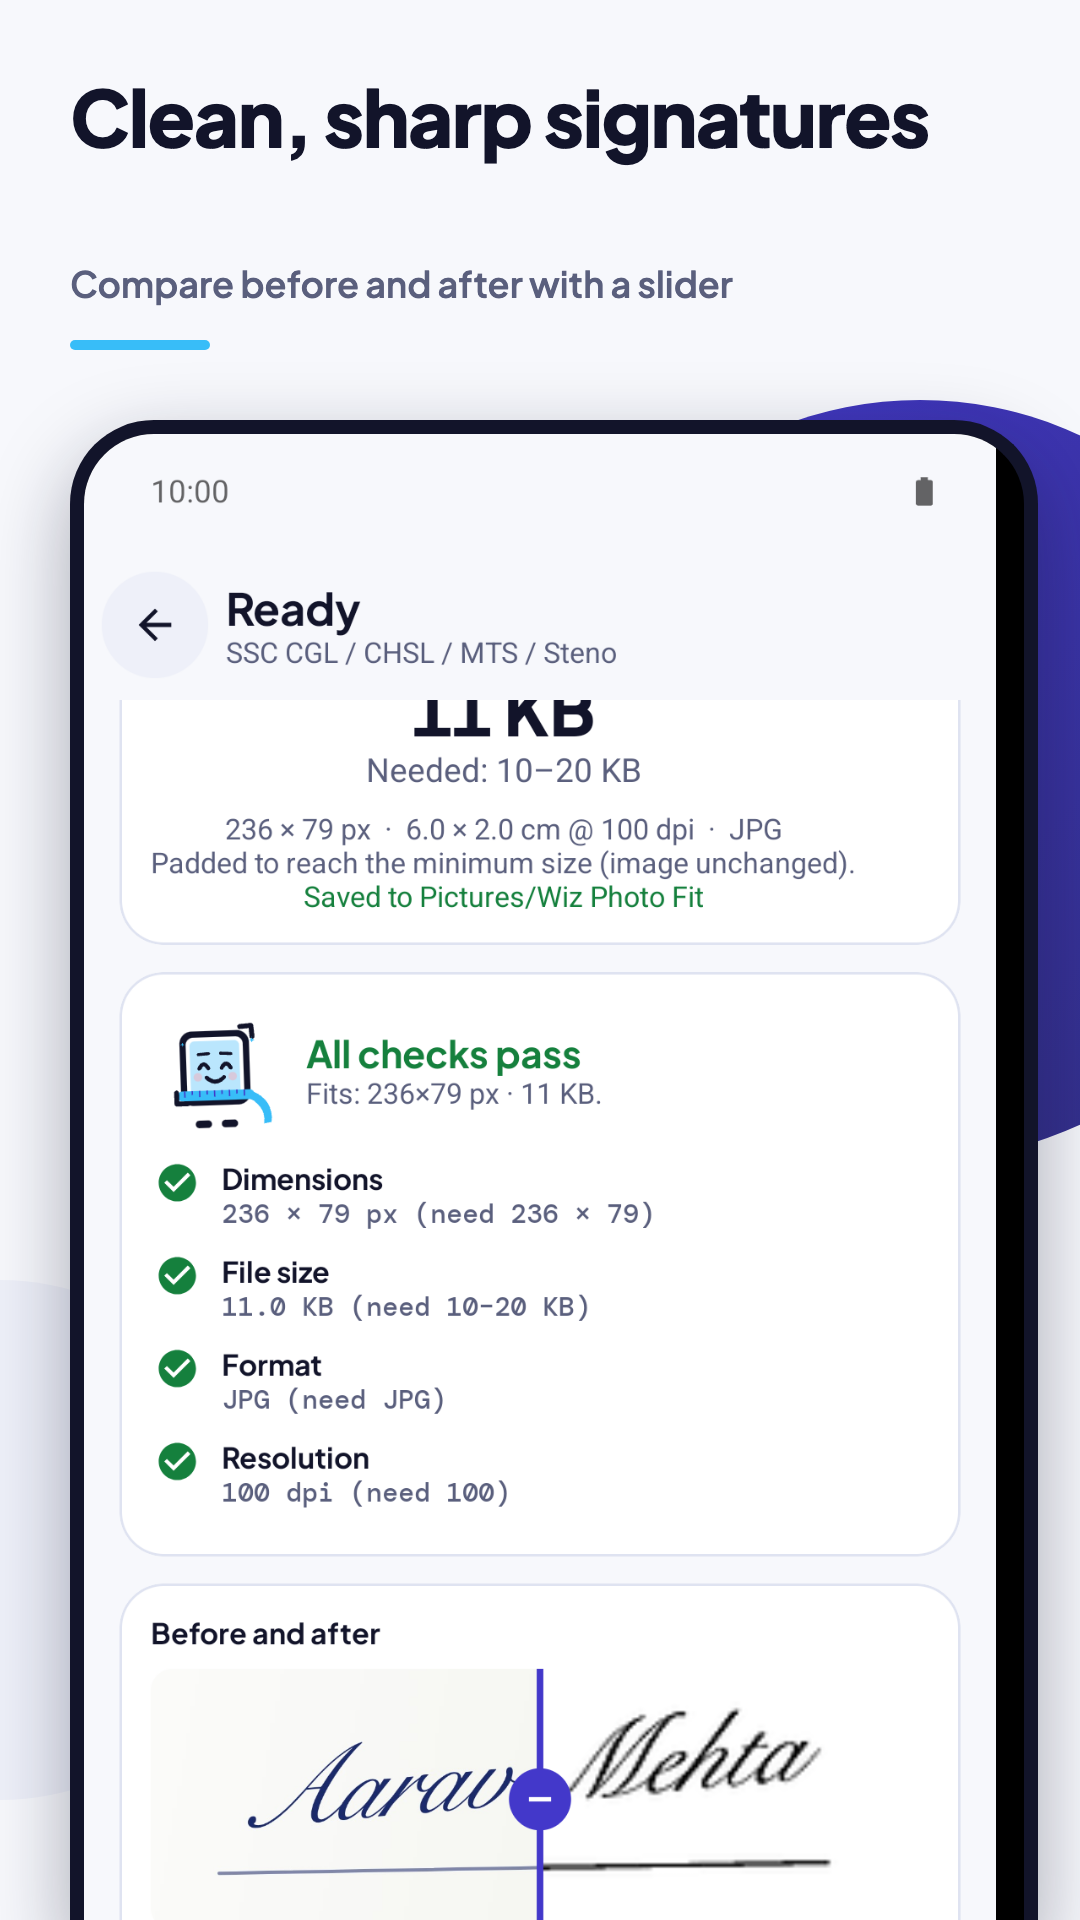 Clean, sharp signatures
Compare before and after with a slider
10:00
Ready
SSC CGL / CHSL / MTS / Steno
11 KB
Needed: 10–20 KB
236 × 79 px · 6.0 × 2.0 cm @ 100 dpi · JPG
Padded to reach the minimum size (image unchanged).
Saved to Pictures/Wiz Photo Fit
All checks pass
Fits: 236×79 px · 11 KB.
Dimensions
236 × 79 px (need 236 × 79)
File size
11.0 KB (need 10–20 KB)
Format
JPG (need JPG)
Resolution
100 dpi (need 100)
Before and after
Aarav Mehta